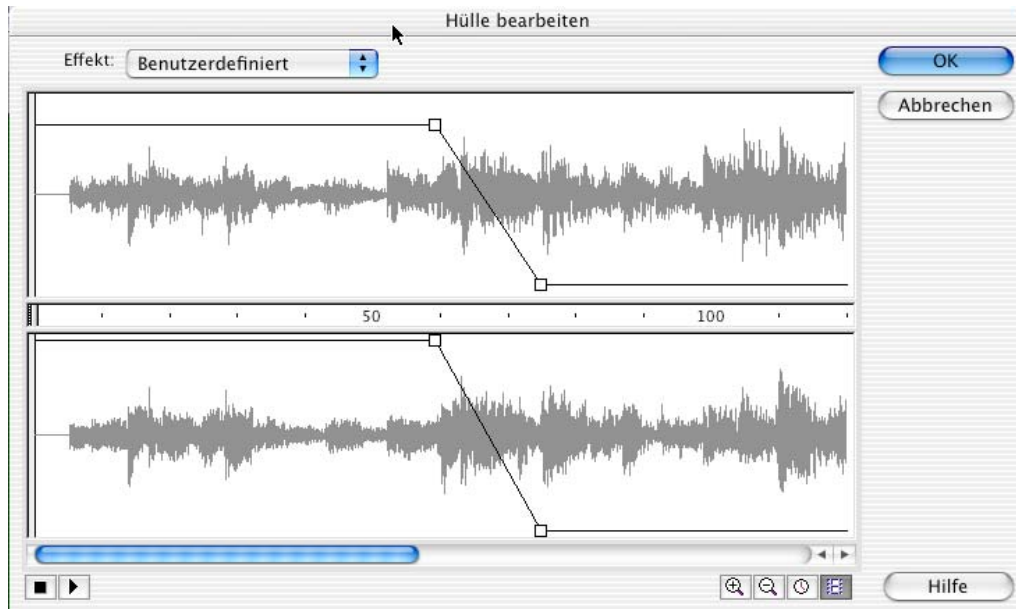 Hülle bearbeiten
Effekt: Benutzerdefiniert
OK
Abbrechen
50 100
Hilfe